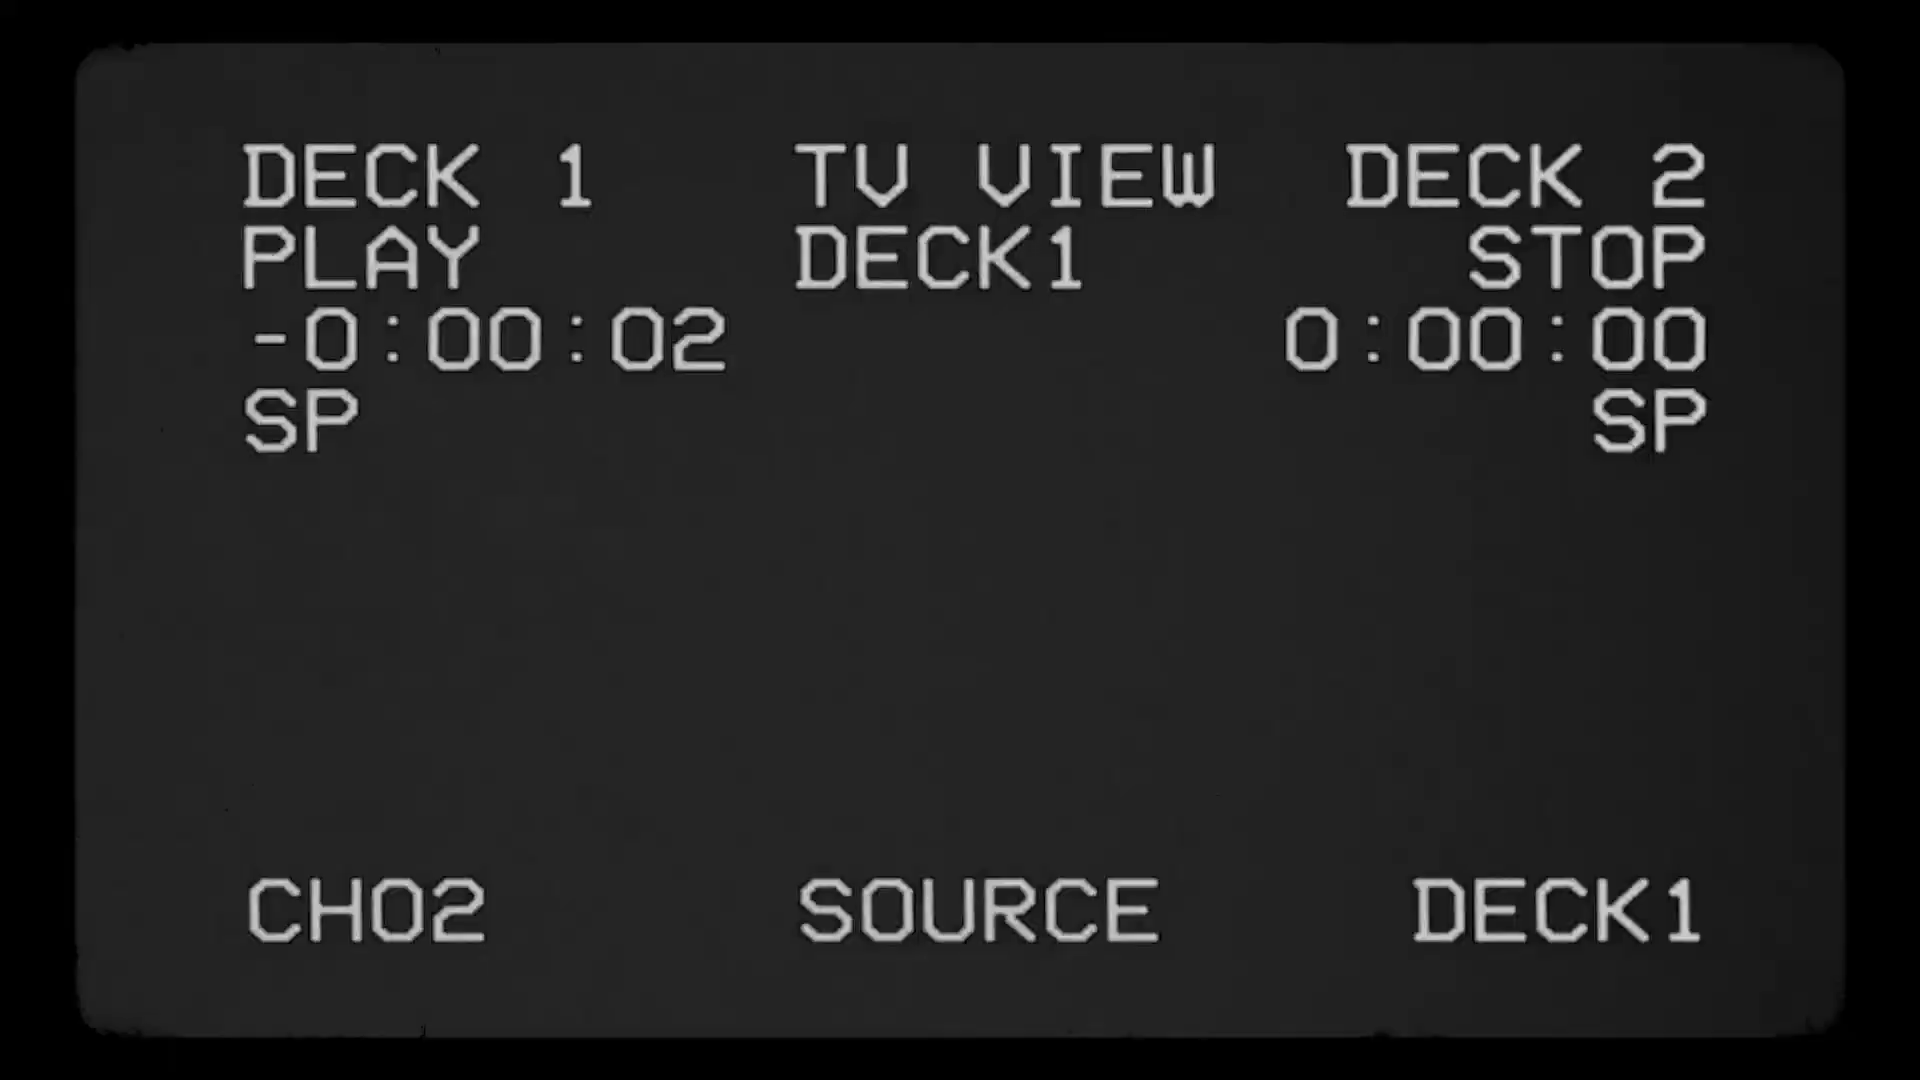 DECK 1 TV VIEW DECK 2
PLAY DECK1 STOP
-0:00:02 0:00:00
SP SP
CH02 SOURCE DECK1